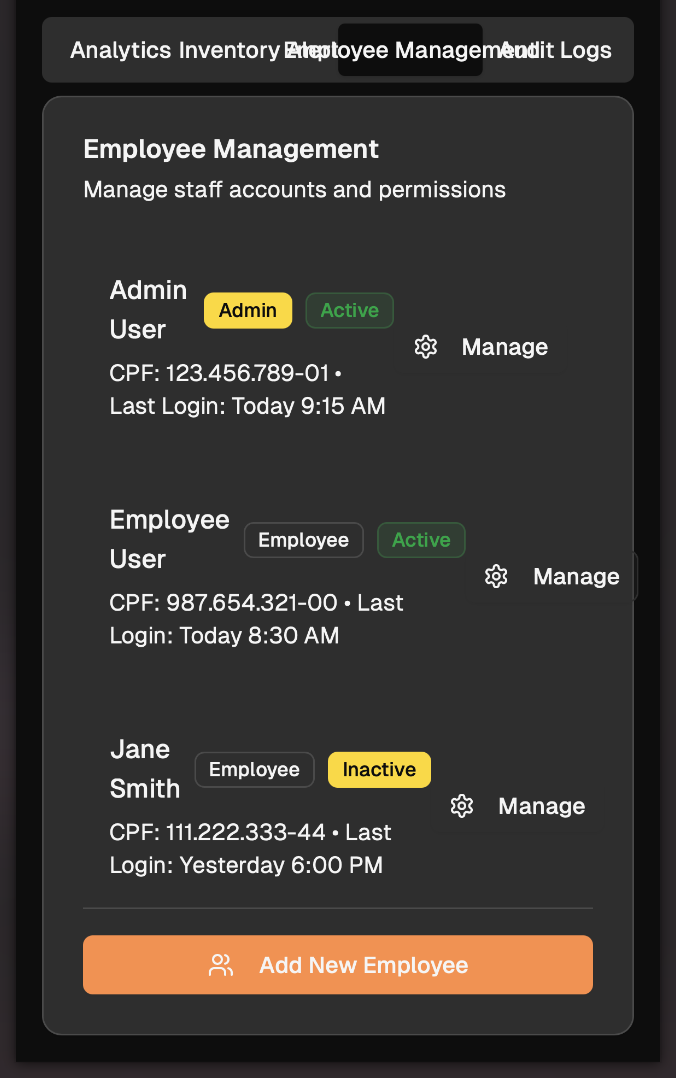 Analytics Inventory Alert Employee Management Audit Logs
Employee Management
Manage staff accounts and permissions
Admin User
Admin
Active
CPF: 123.456.789-01 •
Last Login: Today 9:15 AM
Manage
Employee
User
Employee
Active
CPF: 987.654.321-00 • Last
Login: Today 8:30 AM
Manage
Jane
Smith
Employee
Inactive
CPF: 111.222.333-44 • Last
Login: Yesterday 6:00 PM
Manage
Add New Employee